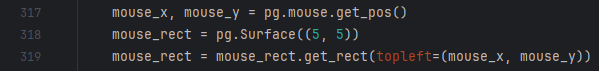 317 mouse_x, mouse_y = pg.mouse.get_pos()
318 mouse_rect = pg.Surface((5, 5))
319 mouse_rect = mouse_rect.get_rect(topleft=(mouse_x, mouse_y))